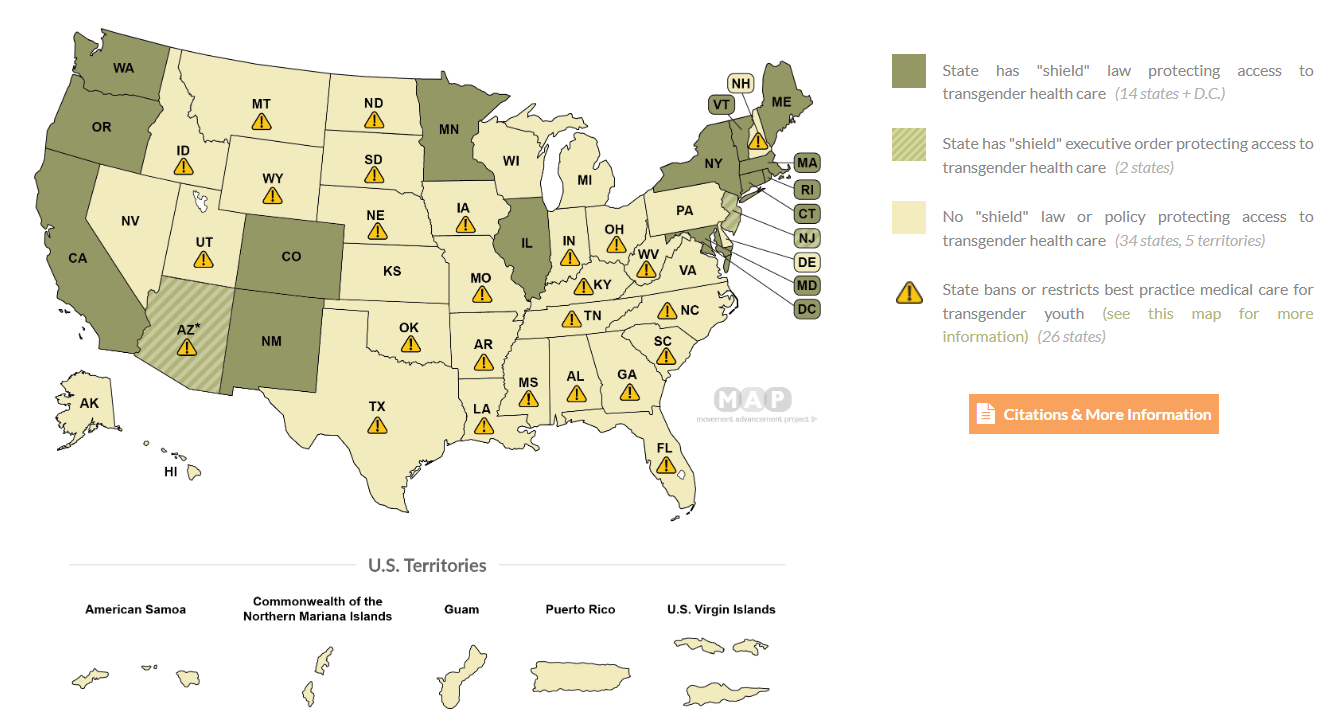 WA
OR
CA
ID
NV
MT
WY
UT
AZ*
CO
NM
ND
SD
NE
KS
OK
TX
MN
IA
MO
AR
LA
WI
IL
MI
IN
OH
KY
TN
MS
AL
GA
FL
SC
NC
VA
WV
PA
NY
VT
NH
ME
MA
RI
CT
NJ
DE
MD
DC
AK
HI
MAP
movement advancement project
State has "shield" law protecting access to
transgender health care (14 states + D.C.)
State has "shield" executive order protecting access to
transgender health care (2 states)
No "shield" law or policy protecting access to
transgender health care (34 states, 5 territories)
State bans or restricts best practice medical care for
transgender youth (see this map for more
information) (26 states)
Citations & More Information
U.S. Territories
American Samoa
Commonwealth of the
Northern Mariana Islands
Guam
Puerto Rico
U.S. Virgin Islands